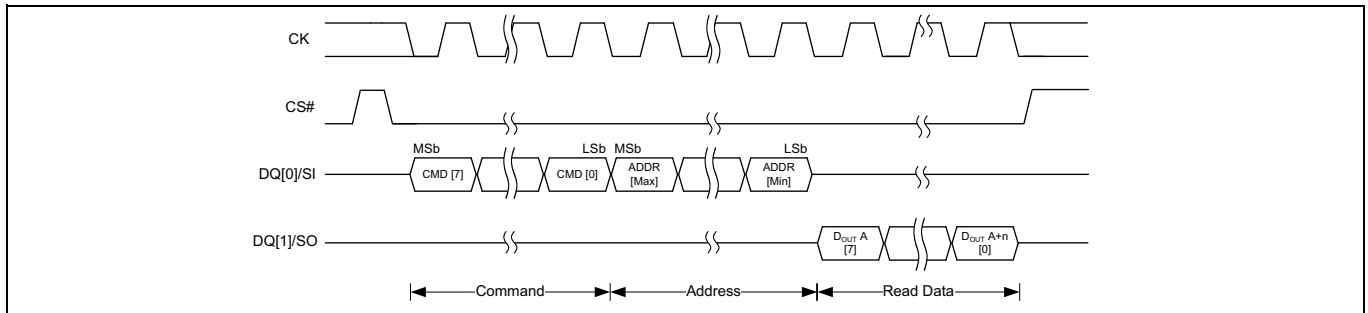 CK
CS#
MSb LSb MSb LSb
DQ[0]/SI CMD [7] CMD [0] ADDR [Max] ADDR [Min]
DQ[1]/SO DOUT A [7] DOUT A+n [0]
Command Address Read Data